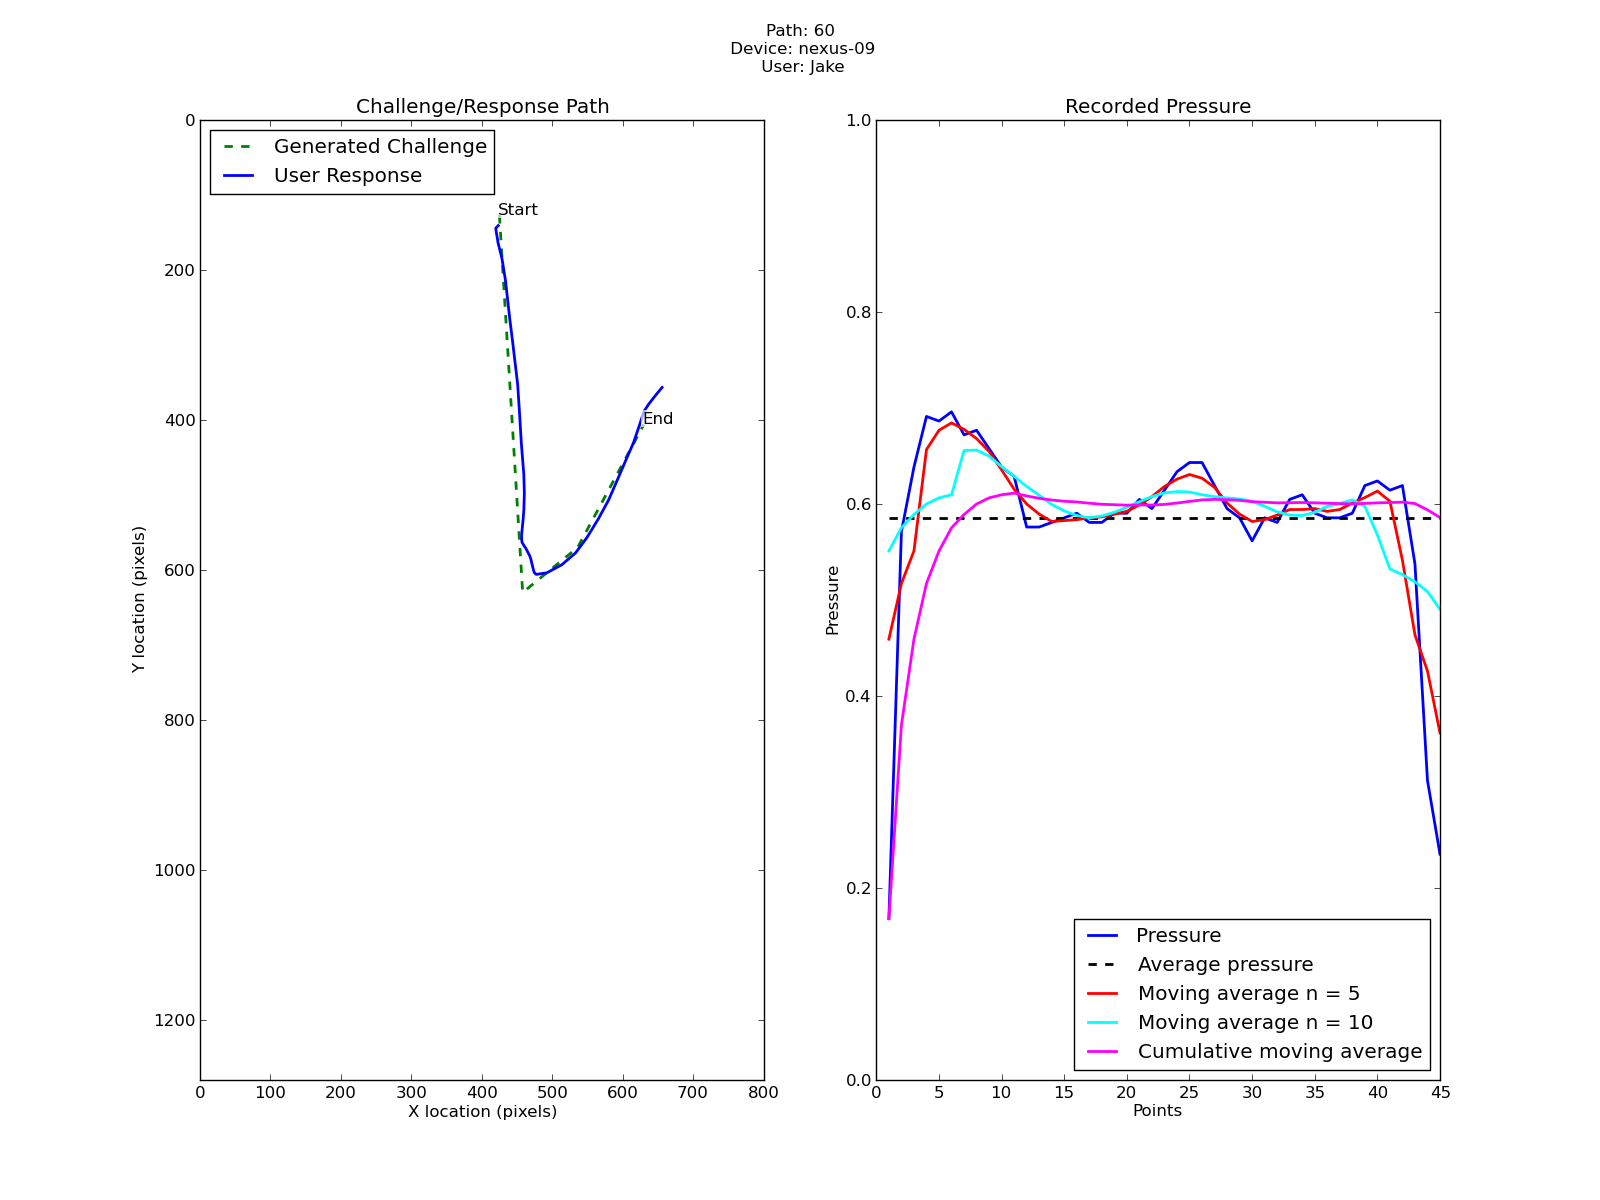 Path: 60
Device: nexus-09
User: Jake
Challenge/Response Path
Generated Challenge
User Response
Start
End
0
200
400
600
800
1000
1200
Y location (pixels)
0 100 200 300 400 500 600 700 800
X location (pixels)
Recorded Pressure
1.0
0.8
0.6
0.4
0.2
0.0
Pressure
Pressure
Average pressure
Moving average n = 5
Moving average n = 10
Cumulative moving average
0 5 10 15 20 25 30 35 40 45
Points